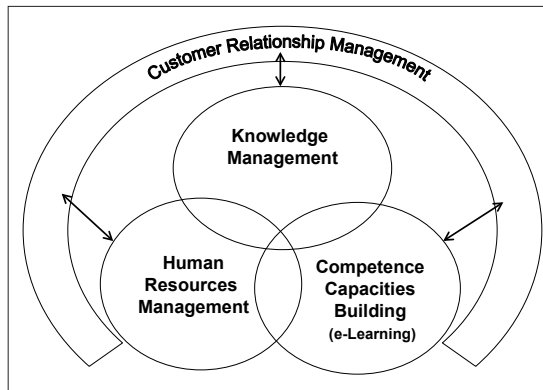 Customer Relationship Management
Knowledge
Management
Human
Resources
Management
Competence
Capacities
Building
(e-Learning)